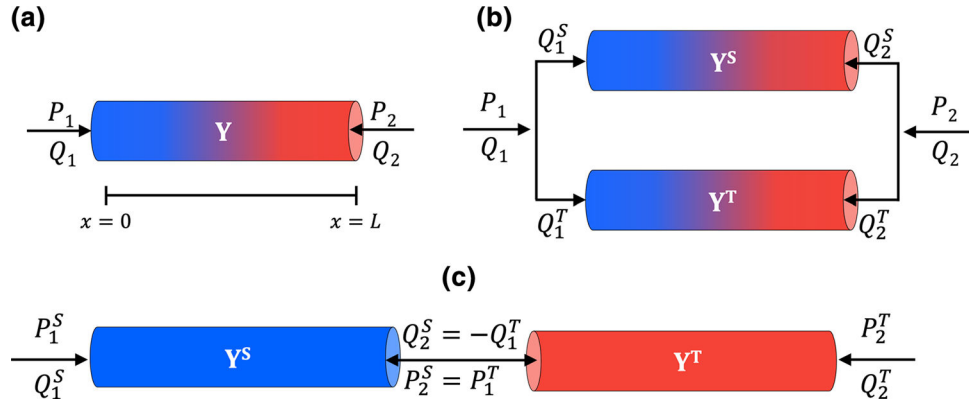 (a)
P₁
Q₁
Y
P₂
Q₂
x = 0
x = L
(b)
P₁
Q₁
Q₁ˢ
Yˢ
Q₂ˢ
Q₁ᵀ
Yᵀ
Q₂ᵀ
P₂
Q₂
(c)
P₁ˢ
Q₁ˢ
Yˢ
Q₂ˢ = −Q₁ᵀ
P₂ˢ = P₁ᵀ
Yᵀ
P₂ᵀ
Q₂ᵀ